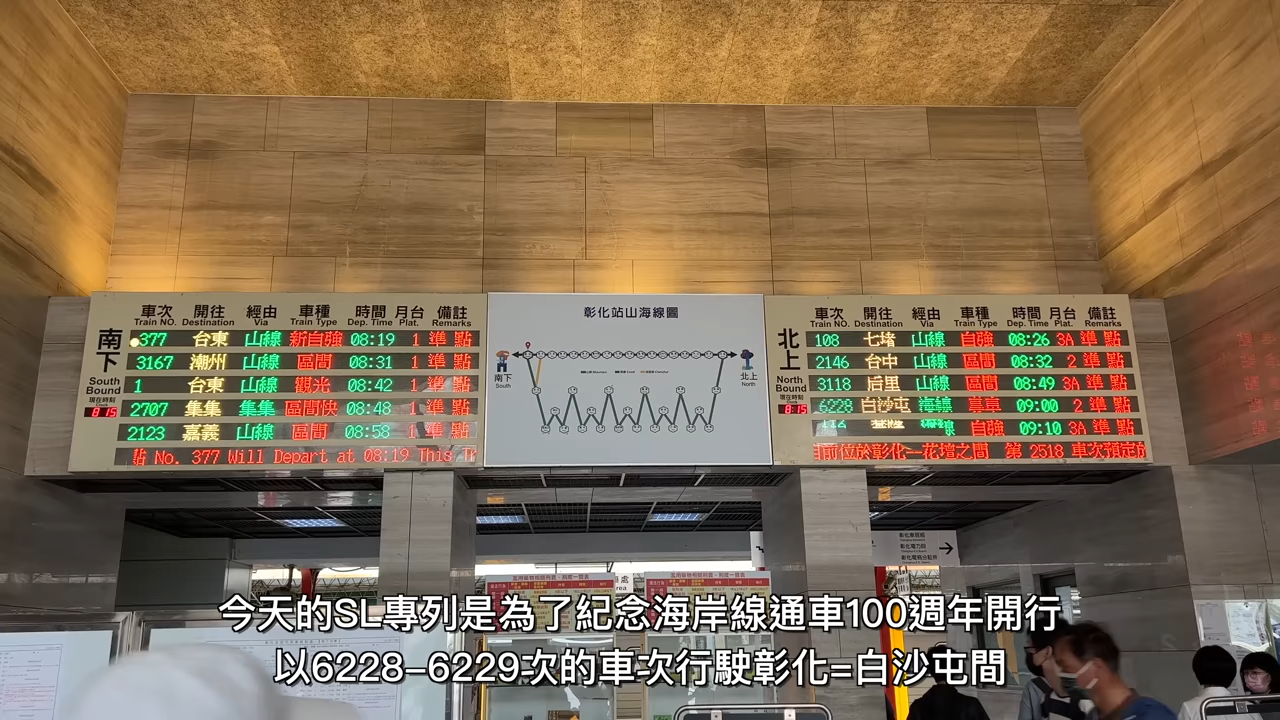 彰化站山海線圖
南下 South
北上 North
南下
South Bound
現在時刻
8:15
車次 開往 經由 車種 時間 月台 備註
Train NO. Destination Via Train Type Dep. Time Plat. Remarks
377 台東 山線 新自強 08:19 1 準點
3167 潮州 山線 區間 08:31 1 準點
1 台東 山線 觀光 08:42 1 準點
2707 集集 集集 區間快 08:48 1 準點
2123 嘉義 山線 區間 08:58 1 準點
No. 377 Will Depart at 08:19 This
北上
North Bound
現在時刻
8:15
車次 開往 經由 車種 時間 月台 備註
Train NO. Destination Via Train Type Dep. Time Plat. Remarks
108 七堵 山線 自強 08:26 3A 準點
2146 台中 山線 區間 08:32 2 準點
3118 后里 山線 區間 08:49 3A 準點
6228 白沙屯 海線 09:00 2 準點
自強 09:10 3A 準點
目前位於彰化--花壇之間 第 2518 車次預定
今天的SL專列是為了紀念海岸線通車100週年開行
以6228–6229次的車次行駛彰化=白沙屯間